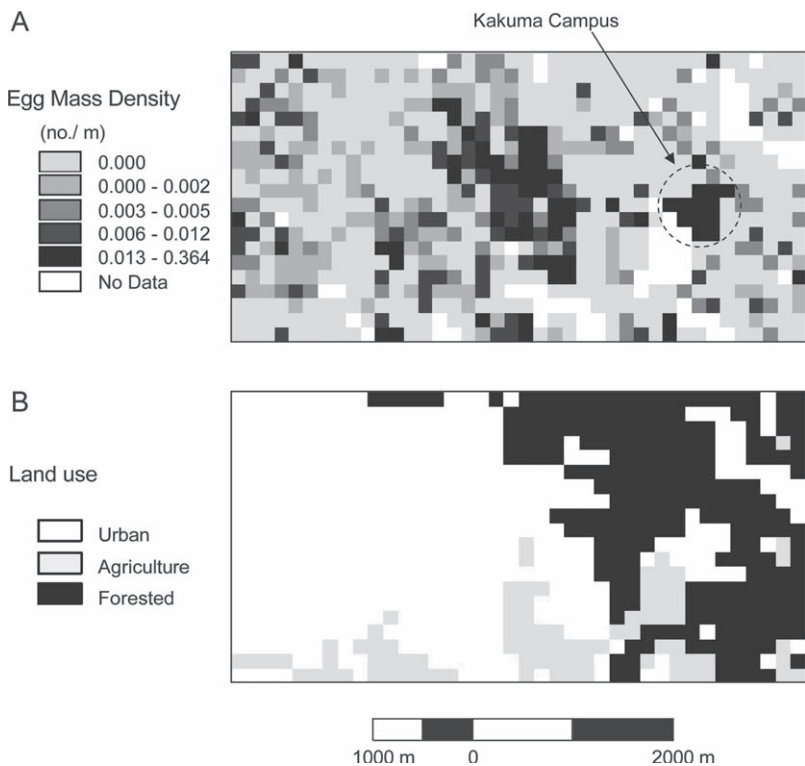 A
Kakuma Campus
Egg Mass Density
(no./ m)
0.000
0.000 - 0.002
0.003 - 0.005
0.006 - 0.012
0.013 - 0.364
No Data
B
Land use
Urban
Agriculture
Forested
1000 m 0 2000 m